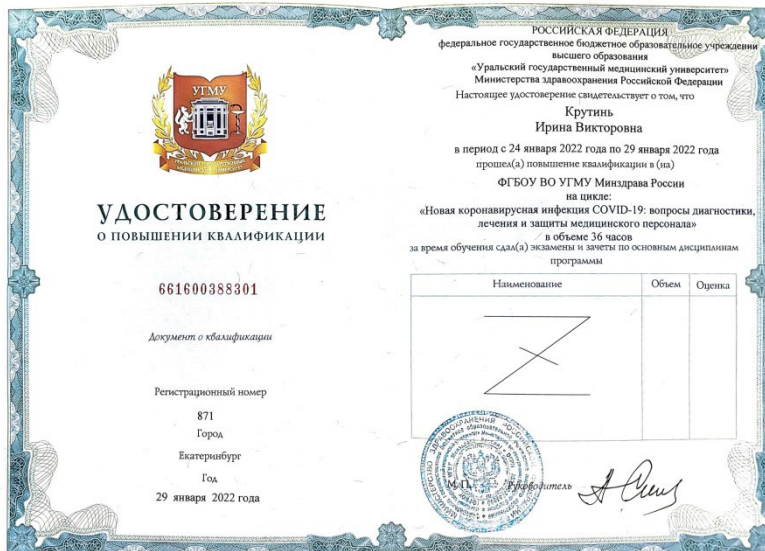 УГМУ
УДОСТОВЕРЕНИЕ
О ПОВЫШЕНИИ КВАЛИФИКАЦИИ
661600388301
Документ о квалификации
Регистрационный номер
871
Город
Екатеринбург
Год
29 января 2022 года
РОССИЙСКАЯ ФЕДЕРАЦИЯ
федеральное государственное бюджетное образовательное учреждение
высшего образования
«Уральский государственный медицинский университет»
Министерства здравоохранения Российской Федерации
Настоящее удостоверение свидетельствует о том, что
Крутинь
Ирина Викторовна
в период с 24 января 2022 года по 29 января 2022 года
прошел(а) повышение квалификации в (на)
ФГБОУ ВО УГМУ Минздрава России
на цикле:
«Новая коронавирусная инфекция COVID-19: вопросы диагностики,
лечения и защиты медицинского персонала»
в объеме 36 часов
за время обучения сдал(а) экзамены и зачеты по основным дисциплинам
программы
Наименование Объем Оценка
М.П. Руководитель